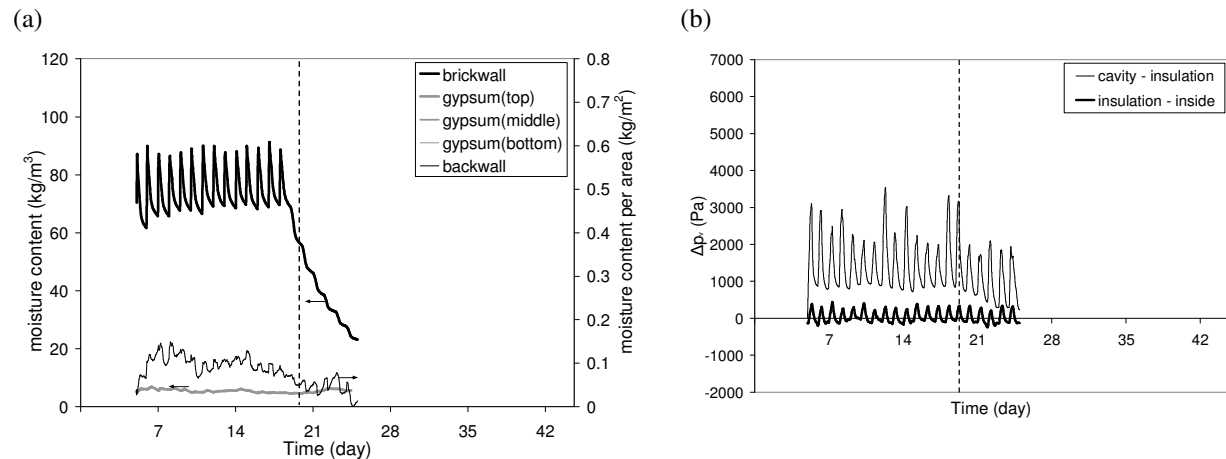 (a)
(b)
moisture content (kg/m³)
120
100
80
60
40
20
0
brickwall
gypsum(top)
gypsum(middle)
gypsum(bottom)
backwall
0.8
0.7
0.6
0.5
0.4
0.3
0.2
0.1
0
moisture content per area (kg/m²)
7 14 21 28 35 42
Time (day)
Δpᵥ (Pa)
7000
6000
5000
4000
3000
2000
1000
0
-1000
-2000
cavity - insulation
insulation - inside
7 14 21 28 35 42
Time (day)